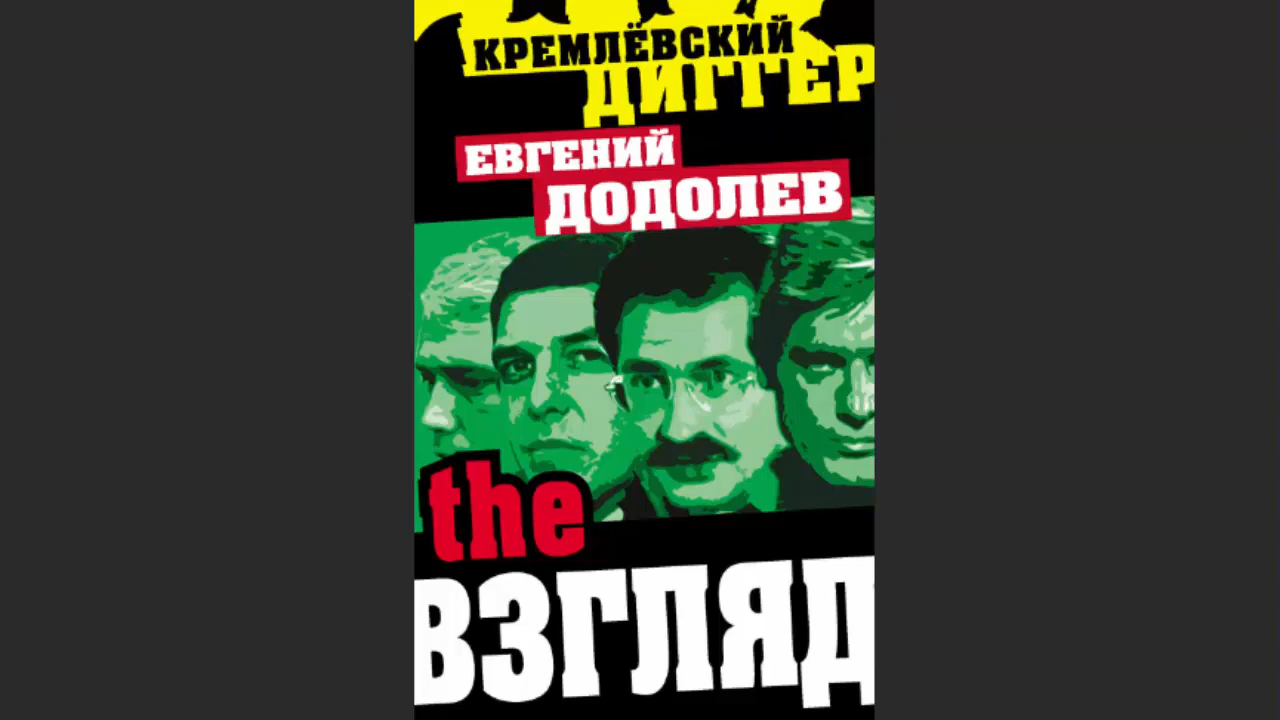 КРЕМЛЁВСКИЙ
ДИГГЕР
ЕВГЕНИЙ
ДОДОЛЕВ
the
ВЗГЛЯД